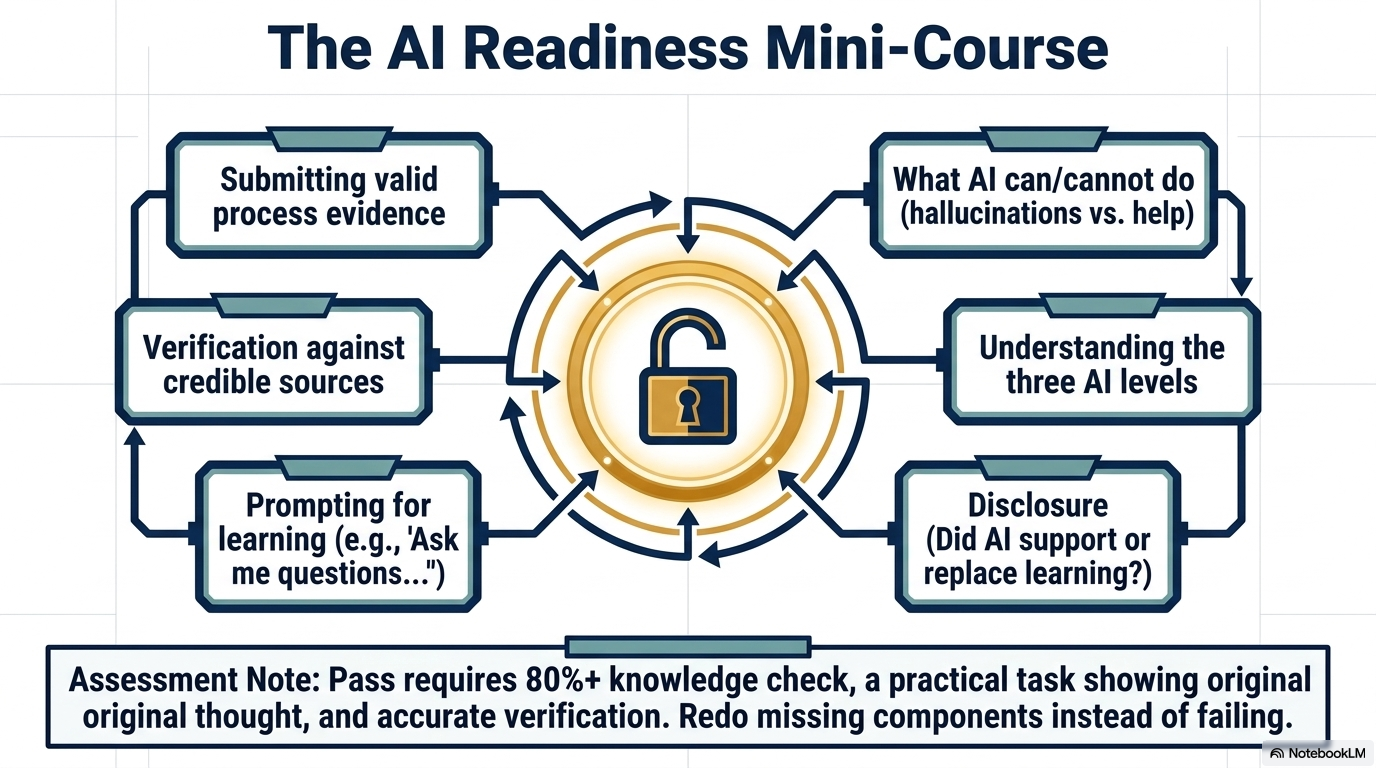 The AI Readiness Mini-Course
Submitting valid
process evidence
What AI can/cannot do
(hallucinations vs. help)
Verification against
credible sources
Understanding the
three AI levels
Prompting for
learning (e.g., 'Ask
me questions...")
Disclosure
(Did AI support or
replace learning?)
Assessment Note: Pass requires 80%+ knowledge check, a practical task showing original
original thought, and accurate verification. Redo missing components instead of failing.
NotebookLM